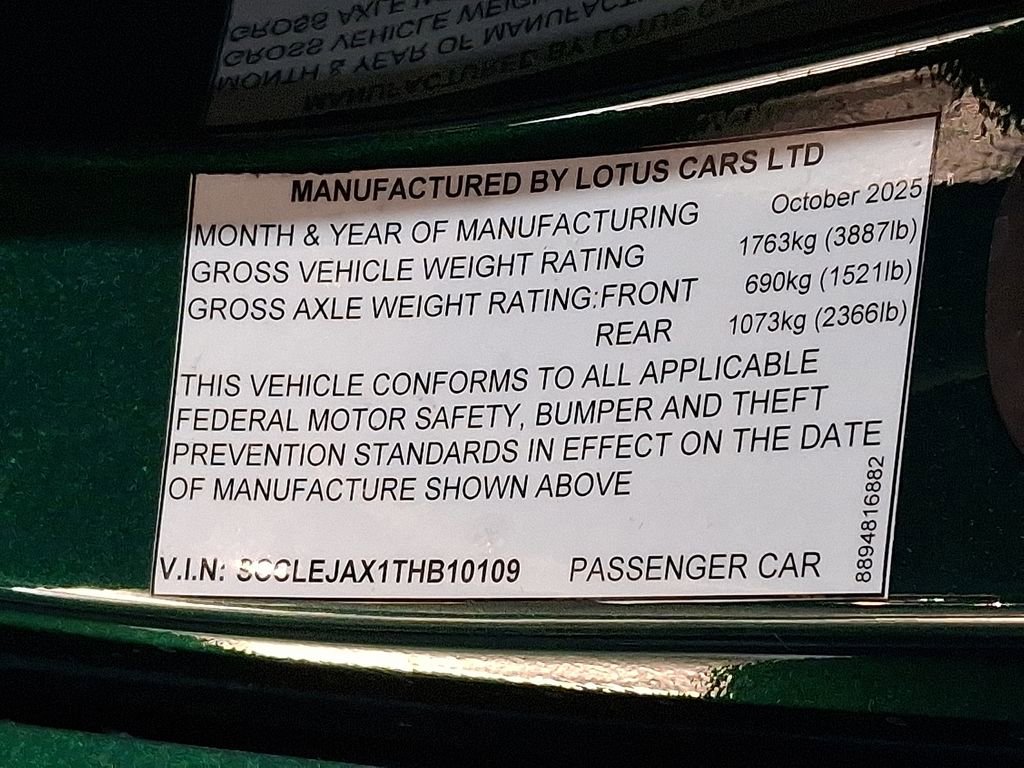 MANUFACTURED BY LOTUS CARS LTD
MONTH & YEAR OF MANUFACTURING October 2025
GROSS VEHICLE WEIGHT RATING 1763kg (3887lb)
GROSS AXLE WEIGHT RATING:FRONT 690kg (1521lb)
REAR 1073kg (2366lb)
THIS VEHICLE CONFORMS TO ALL APPLICABLE
FEDERAL MOTOR SAFETY, BUMPER AND THEFT
PREVENTION STANDARDS IN EFFECT ON THE DATE
OF MANUFACTURE SHOWN ABOVE
V.I.N: SCCLEJAX1THB10109 PASSENGER CAR
8894816882